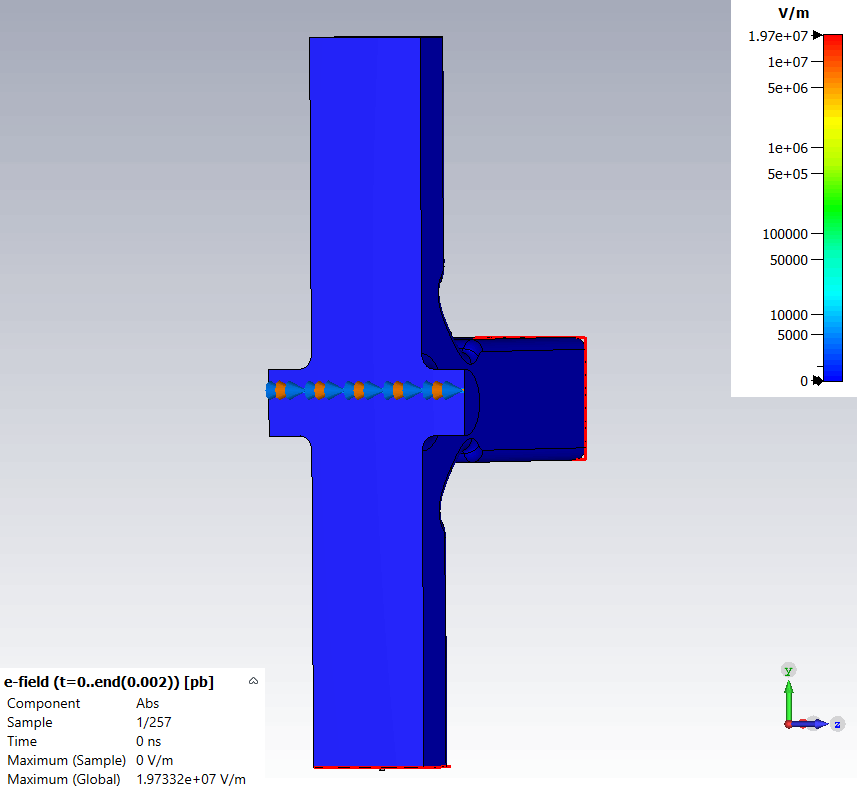 V/m
1.97e+07
1e+07
5e+06
1e+06
5e+05
100000
50000
10000
5000
0
e-field (t=0..end(0.002)) [pb]
Component Abs
Sample 1/257
Time 0 ns
Maximum (Sample) 0 V/m
Maximum (Global) 1.97332e+07 V/m
y
z